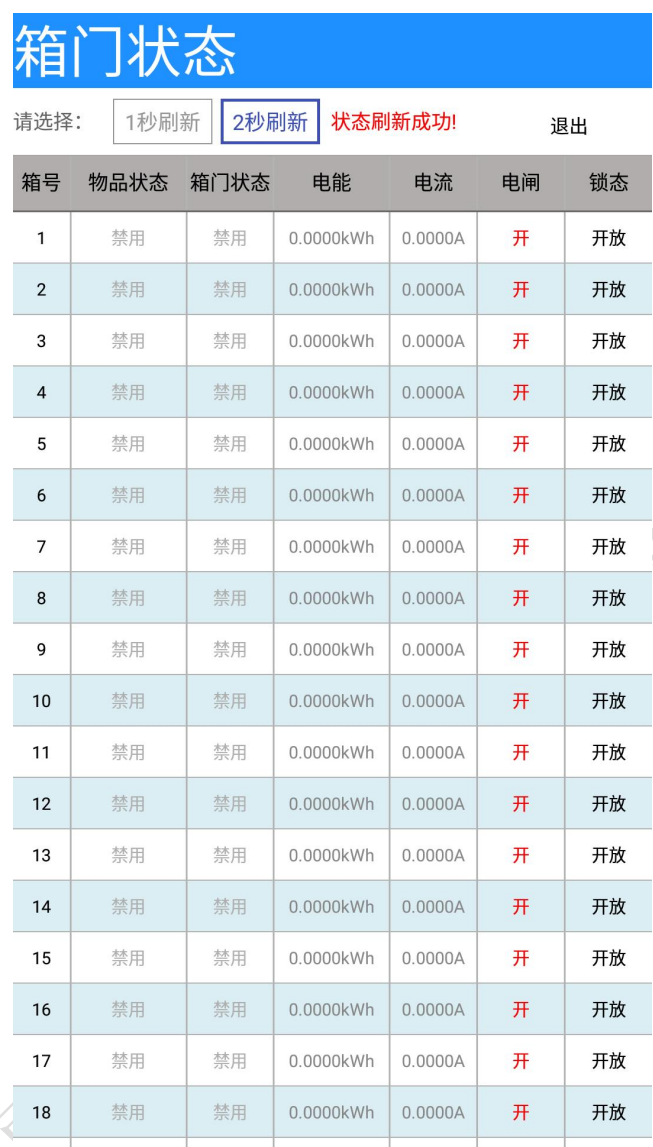 箱门状态
请选择： 1秒刷新 2秒刷新 状态刷新成功! 退出
箱号 物品状态 箱门状态 电能 电流 电闸 锁态
1 禁用 禁用 0.0000kWh 0.0000A 开 开放
2 禁用 禁用 0.0000kWh 0.0000A 开 开放
3 禁用 禁用 0.0000kWh 0.0000A 开 开放
4 禁用 禁用 0.0000kWh 0.0000A 开 开放
5 禁用 禁用 0.0000kWh 0.0000A 开 开放
6 禁用 禁用 0.0000kWh 0.0000A 开 开放
7 禁用 禁用 0.0000kWh 0.0000A 开 开放
8 禁用 禁用 0.0000kWh 0.0000A 开 开放
9 禁用 禁用 0.0000kWh 0.0000A 开 开放
10 禁用 禁用 0.0000kWh 0.0000A 开 开放
11 禁用 禁用 0.0000kWh 0.0000A 开 开放
12 禁用 禁用 0.0000kWh 0.0000A 开 开放
13 禁用 禁用 0.0000kWh 0.0000A 开 开放
14 禁用 禁用 0.0000kWh 0.0000A 开 开放
15 禁用 禁用 0.0000kWh 0.0000A 开 开放
16 禁用 禁用 0.0000kWh 0.0000A 开 开放
17 禁用 禁用 0.0000kWh 0.0000A 开 开放
18 禁用 禁用 0.0000kWh 0.0000A 开 开放